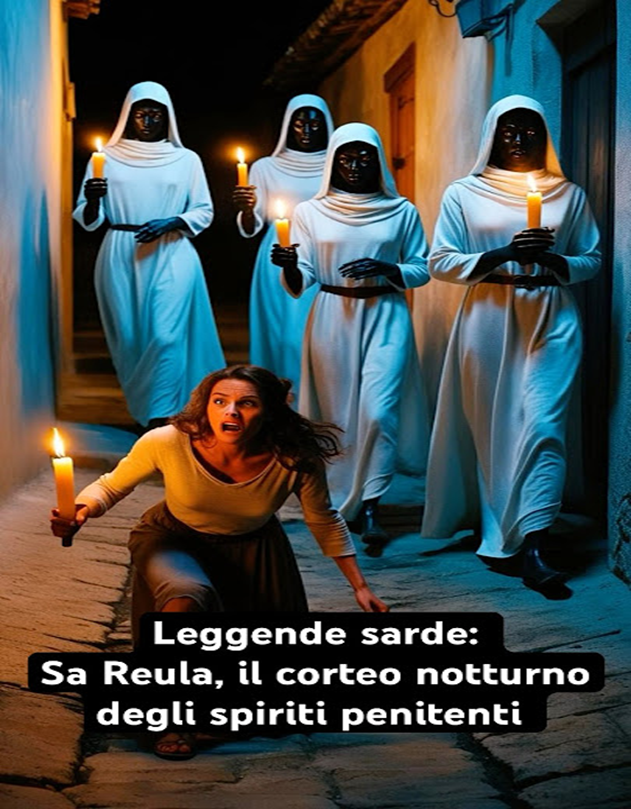 Leggende sarde:
Sa Reula, il corteo notturno
degli spiriti penitenti